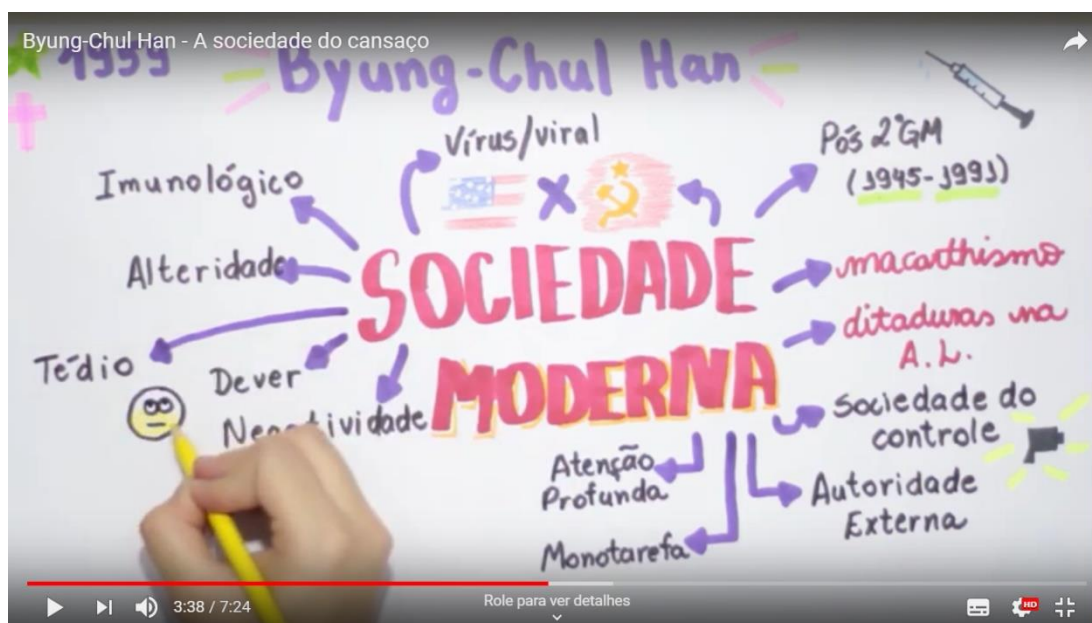 Byung-Chul Han - A sociedade do cansaço
1959
Byung-Chul Han
Vírus/viral
Pós 2ªGM
(1945-1991)
Imunológico
X
SOCIEDADE
MODERNA
Alteridade
Tédio
Dever
Negatividade
macarthismo
ditaduras na
A.L.
Sociedade do
controle
Atenção
Profunda
Autoridade
Externa
Monotarefa
3:38 / 7:24
Role para ver detalhes
HD